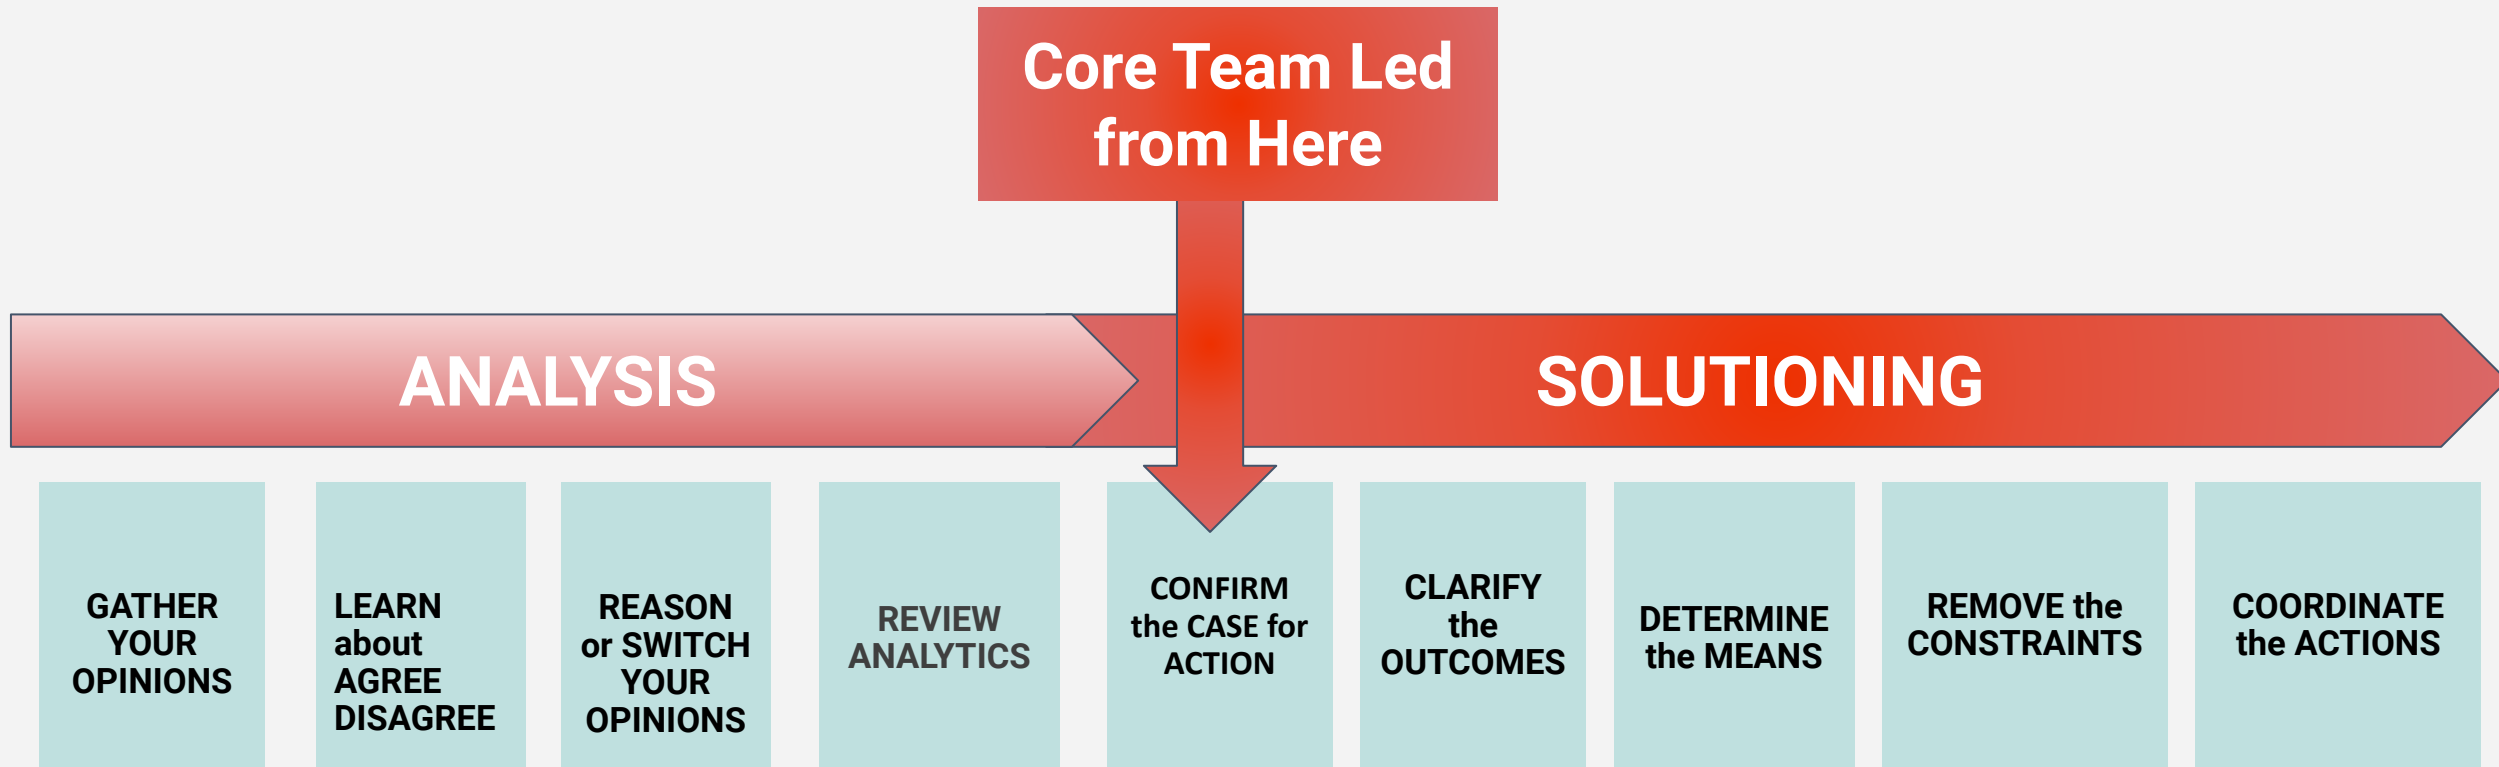 Core Team Led
from Here
ANALYSIS
SOLUTIONING
GATHER
YOUR
OPINIONS
LEARN
about
AGREE
DISAGREE
REASON
or SWITCH
YOUR
OPINIONS
REVIEW
ANALYTICS
CONFIRM
the CASE for
ACTION
CLARIFY
the
OUTCOMES
DETERMINE
the MEANS
REMOVE the
CONSTRAINTS
COORDINATE
the ACTIONS